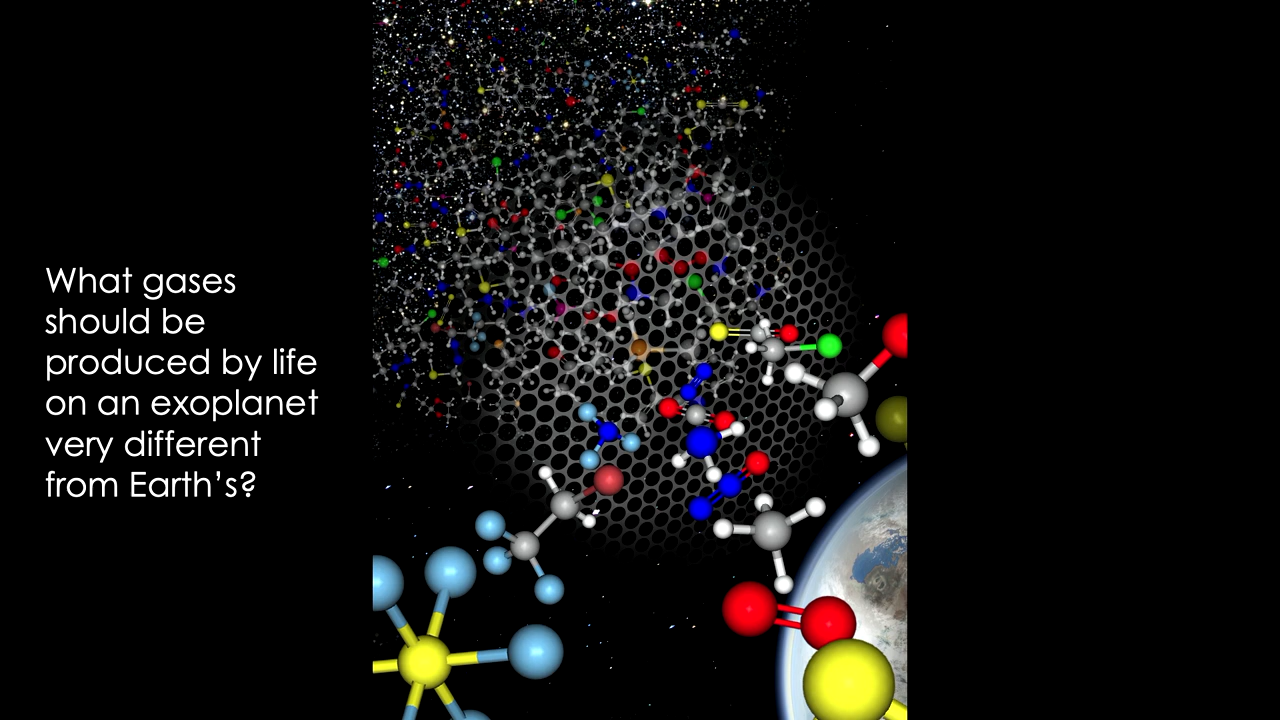 What gases
should be
produced by life
on an exoplanet
very different
from Earth’s?